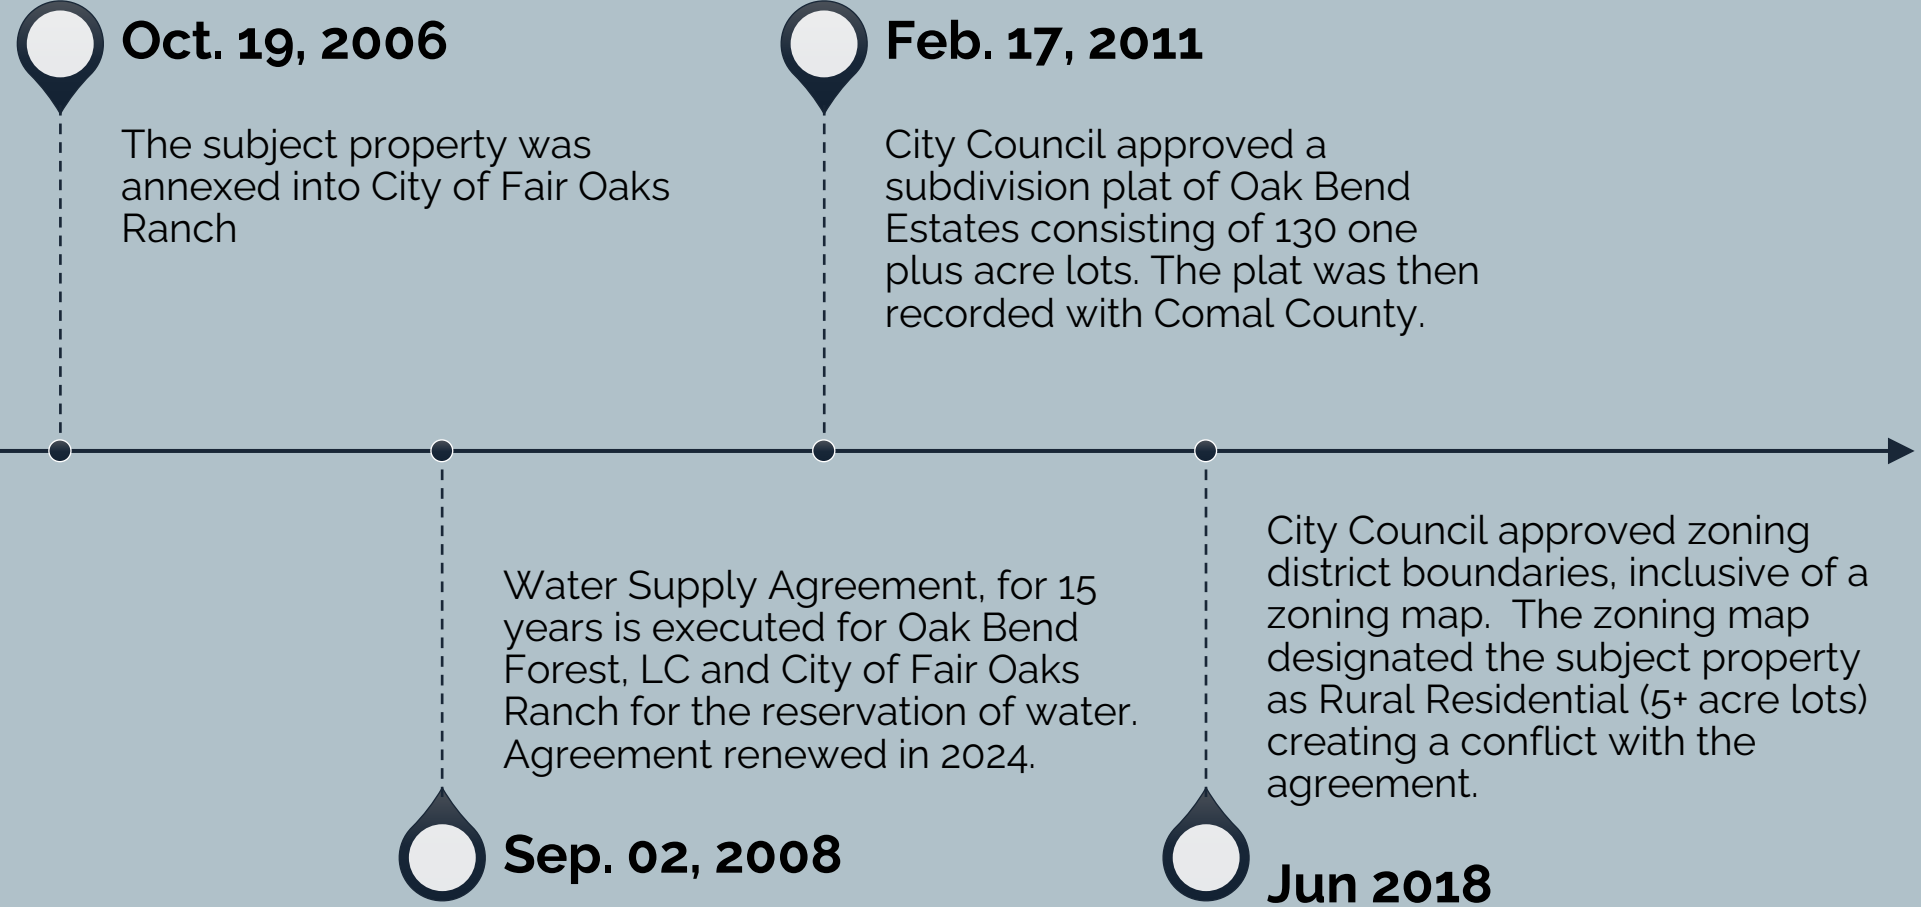 Oct. 19, 2006
The subject property was
annexed into City of Fair Oaks
Ranch
Water Supply Agreement, for 15
years is executed for Oak Bend
Forest, LC and City of Fair Oaks
Ranch for the reservation of water.
Agreement renewed in 2024.
Sep. 02, 2008
Feb. 17, 2011
City Council approved a
subdivision plat of Oak Bend
Estates consisting of 130 one
plus acre lots. The plat was then
recorded with Comal County.
City Council approved zoning
district boundaries, inclusive of a
zoning map.  The zoning map
designated the subject property
as Rural Residential (5+ acre lots)
creating a conflict with the
agreement.
Jun 2018